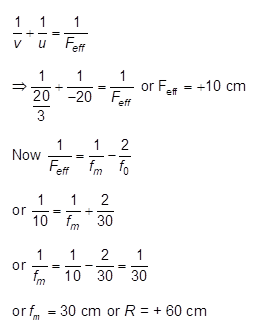 1/v + 1/u = 1/F_eff
⇒ 1/(20/3) + 1/–20 = 1/F_eff or F_eff = +10 cm
Now 1/F_eff = 1/f_m – 2/f_0
or 1/10 = 1/f_m + 2/30
or 1/f_m = 1/10 – 2/30 = 1/30
or f_m = 30 cm or R = + 60 cm